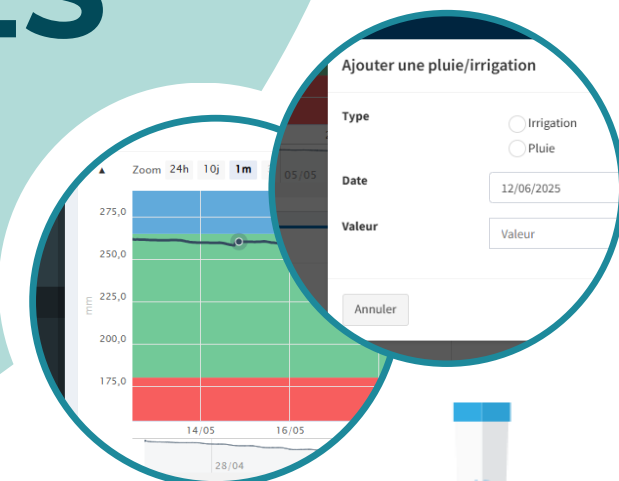 Ajouter une pluie/irrigation
Type
Irrigation
Pluie
Date
12/06/2025
Valeur
Valeur
Annuler
▲ Zoom 24h 10j 1m
05/05
275,0
250,0
225,0
200,0
175,0
mm
14/05 16/05
28/04